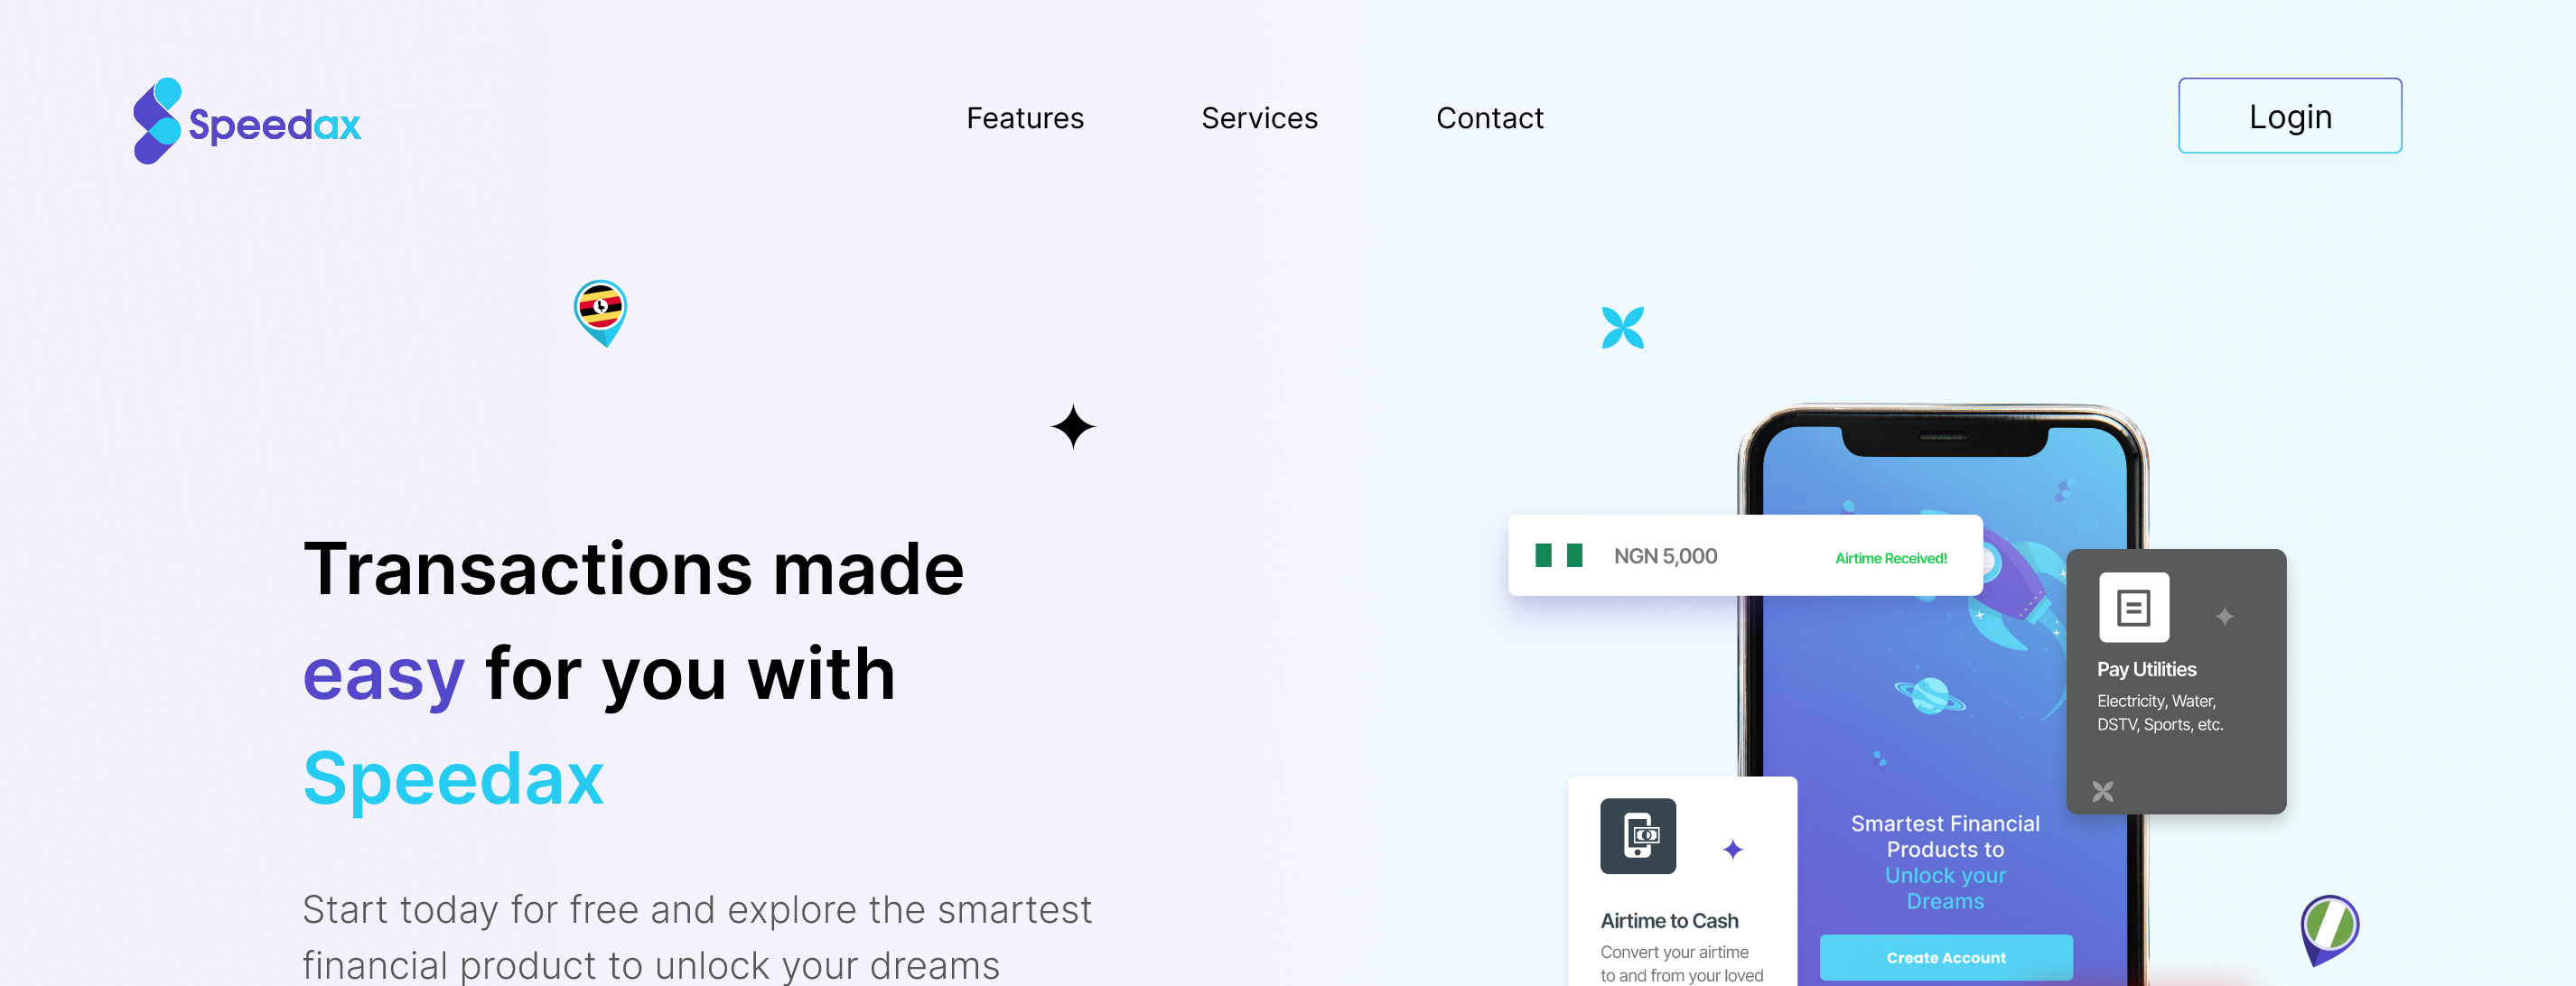 Speedax
Features
Services
Contact
Login
Transactions made
easy for you with
Speedax
Start today for free and explore the smartest
financial product to unlock your dreams
NGN 5,000
Airtime Received!
Pay Utilities
Electricity, Water,
DSTV, Sports, etc.
Smartest Financial
Products to
Unlock your
Dreams
Create Account
Airtime to Cash
Convert your airtime
to and from your loved